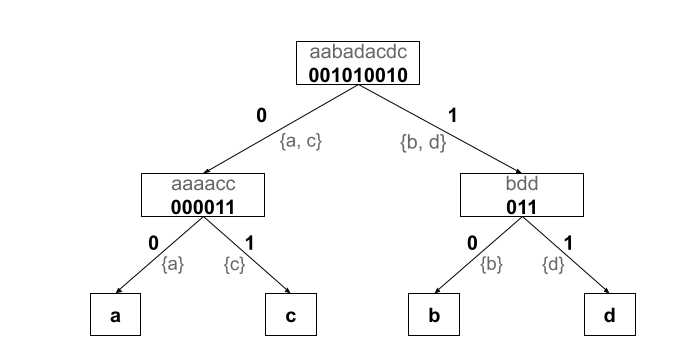 aabadacdc
001010010
0
1
{a, c}
{b, d}
aaaacc
000011
bdd
011
0
1
0
1
{a}
{c}
{b}
{d}
a
c
b
d